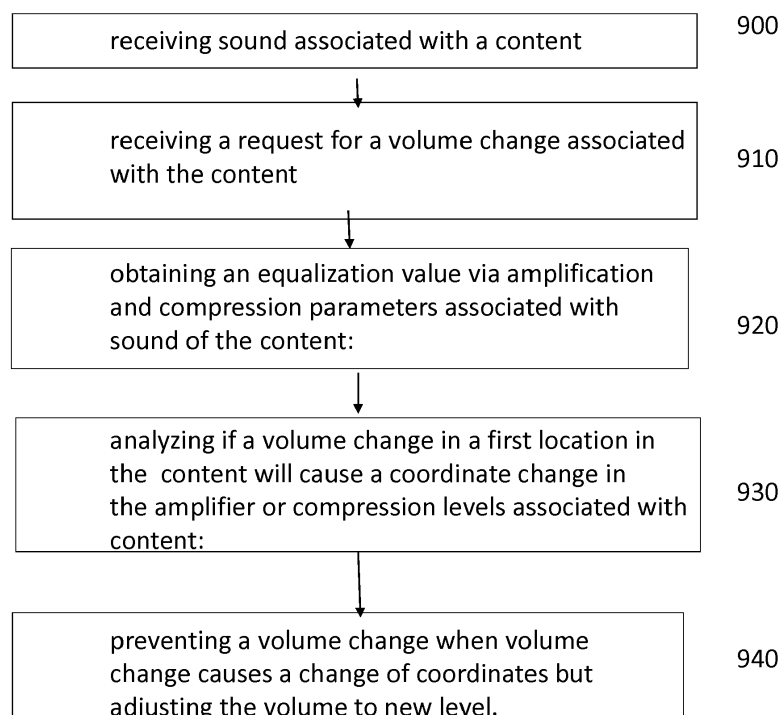 900
receiving sound associated with a content
receiving a request for a volume change associated
with the content
910
obtaining an equalization value via amplification
and compression parameters associated with
sound of the content:
920
analyzing if a volume change in a first location in
the  content will cause a coordinate change in
the amplifier or compression levels associated with
content:
930
preventing a volume change when volume
change causes a change of coordinates but
adjusting the volume to new level.
940